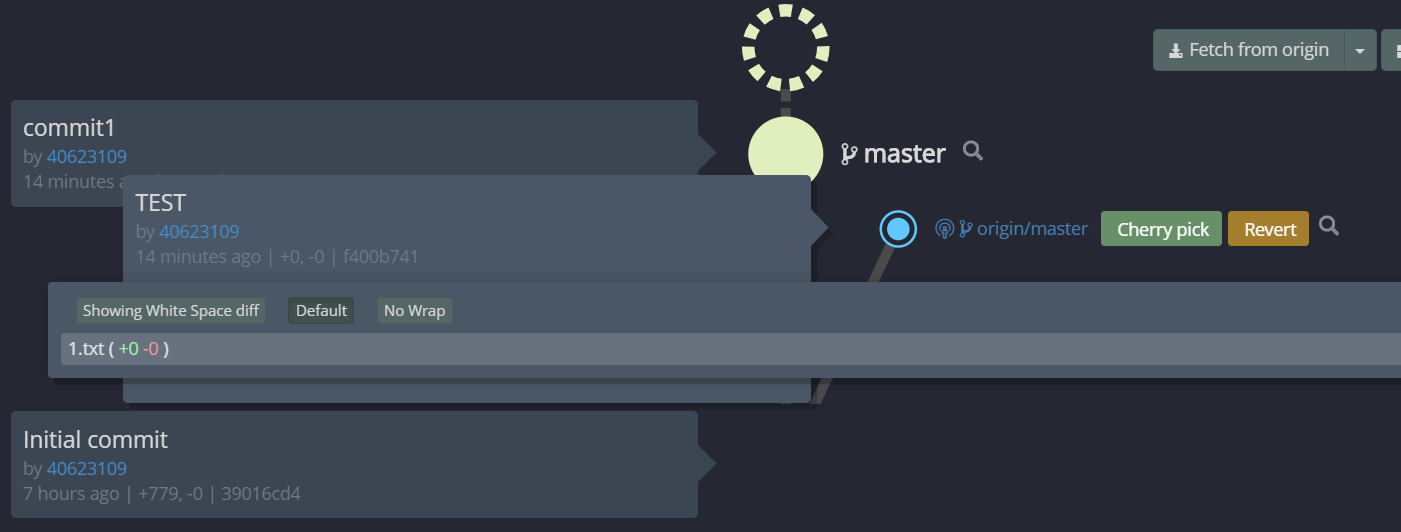 Fetch from origin
commit1
by 40623109
14 minutes
master
TEST
by 40623109
14 minutes ago | +0, -0 | f400b741
origin/master
Cherry pick
Revert
Showing White Space diff Default No Wrap
1.txt ( +0 -0 )
Initial commit
by 40623109
7 hours ago | +779, -0 | 39016cd4